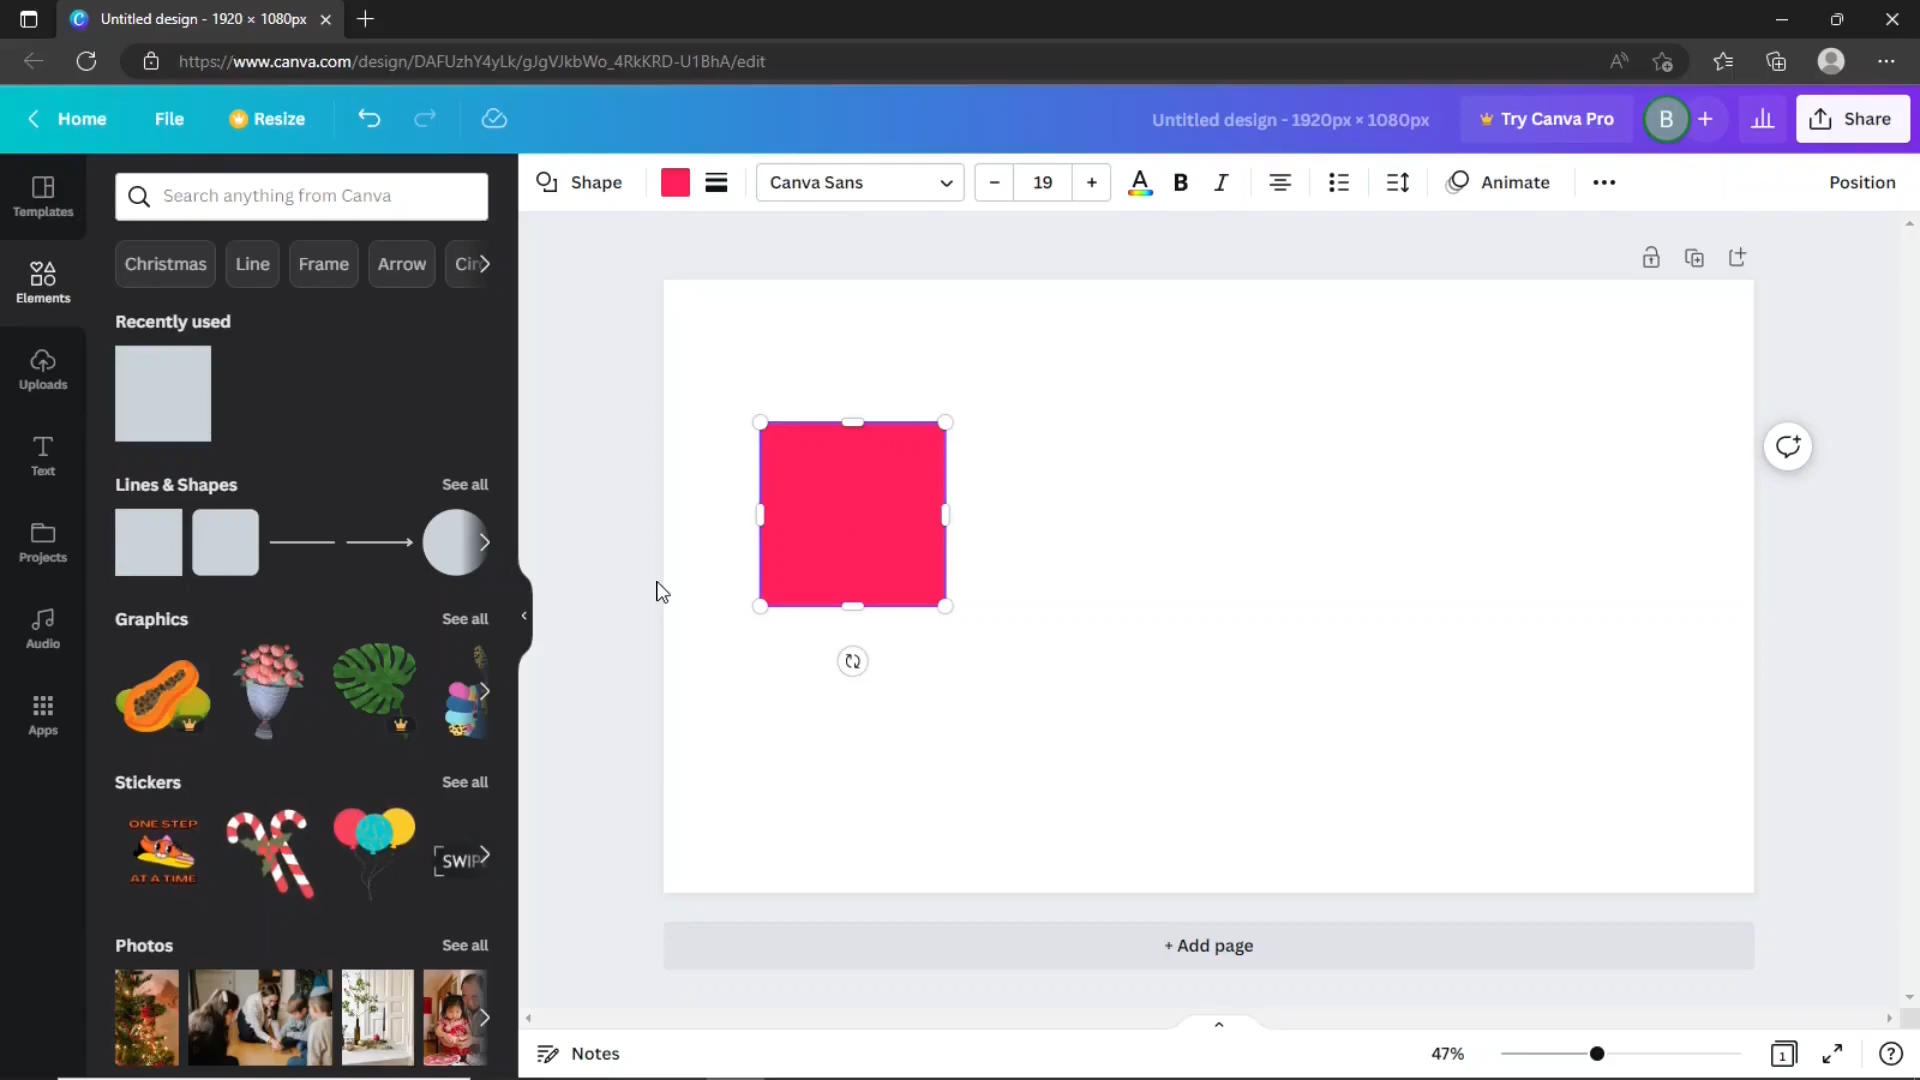 Untitled design - 1920 × 1080px
https://www.canva.com/design/DAFUzhY4yLk/gJgVJkbWo_4RkKRD-U1BhA/edit
Home
File
Resize
Untitled design - 1920px × 1080px
Try Canva Pro
B
Share
Templates
Elements
Uploads
Text
Projects
Audio
Apps
Search anything from Canva
Christmas
Line
Frame
Arrow
Cir
Recently used
Lines & Shapes
See all
Graphics
See all
Stickers
See all
ONE STEP
AT A TIME
SWIP
Photos
See all
Shape
Canva Sans
19
A
B
I
Animate
Position
+ Add page
Notes
47%
1